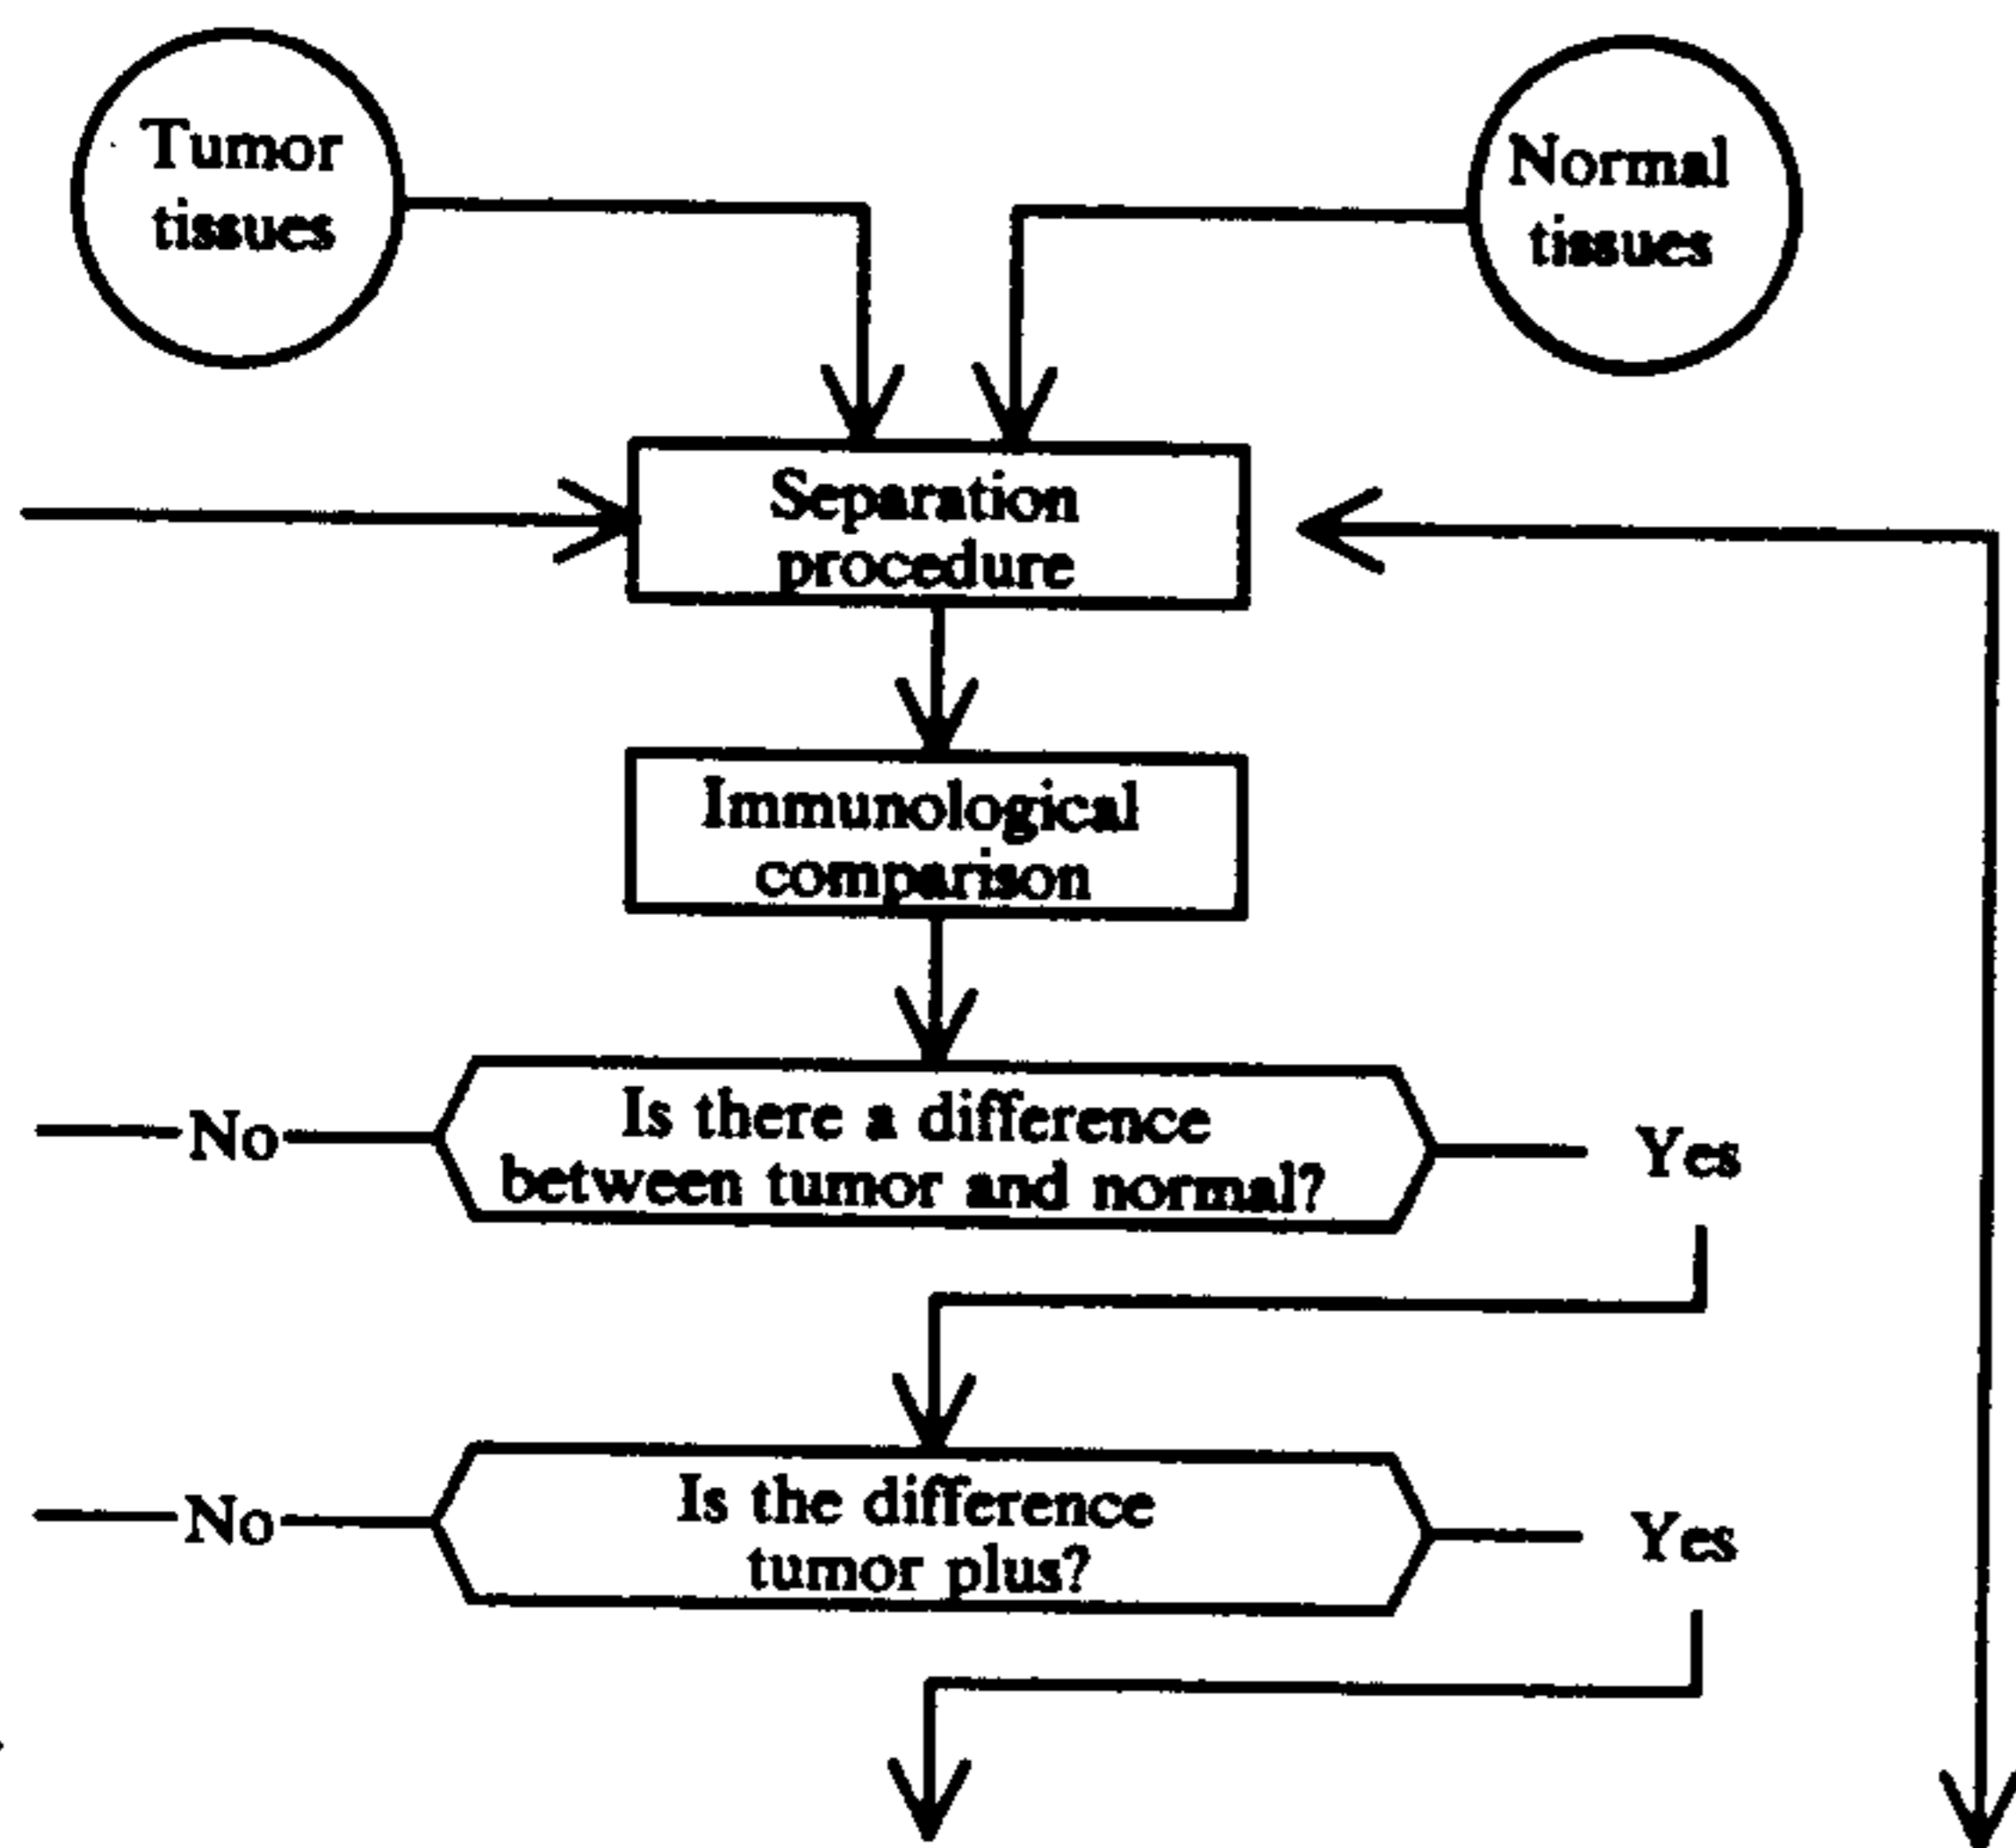 Tumor
tissues
Normal
tissues
Separation
procedure
Immunological
comparison
No
Is there a difference
between tumor and normal?
Yes
No
Is the difference
tumor plus?
Yes